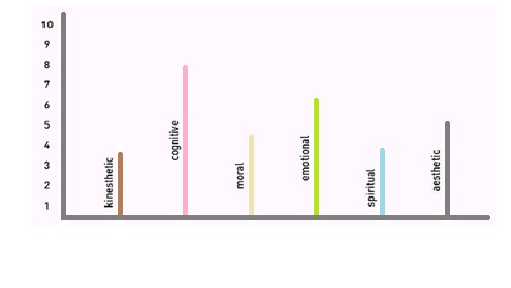 10
9
8
7
6
5
4
3
2
1
kinesthetic
cognitive
moral
emotional
spiritual
aesthetic